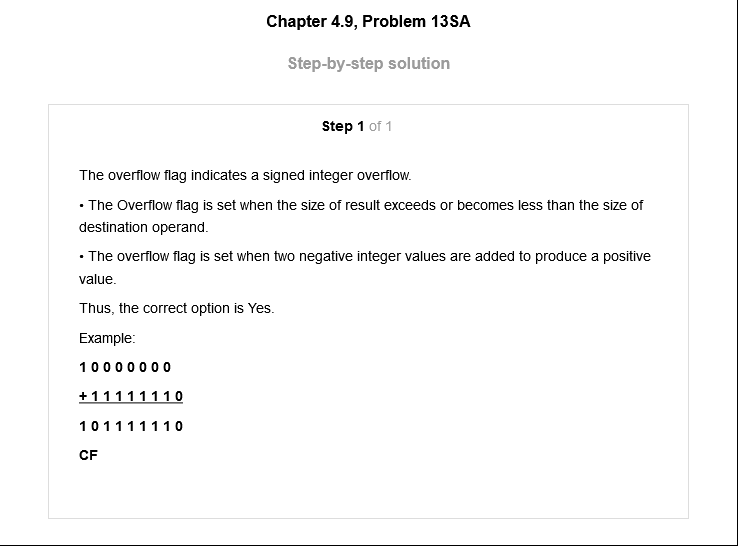 Chapter 4.9, Problem 13SA
Step-by-step solution
Step 1 of 1
The overflow flag indicates a signed integer overflow.
• The Overflow flag is set when the size of result exceeds or becomes less than the size of
destination operand.
• The overflow flag is set when two negative integer values are added to produce a positive
value.
Thus, the correct option is Yes.
Example:
1 0 0 0 0 0 0 0
+ 1 1 1 1 1 1 1 0
1 0 1 1 1 1 1 1 0
CF